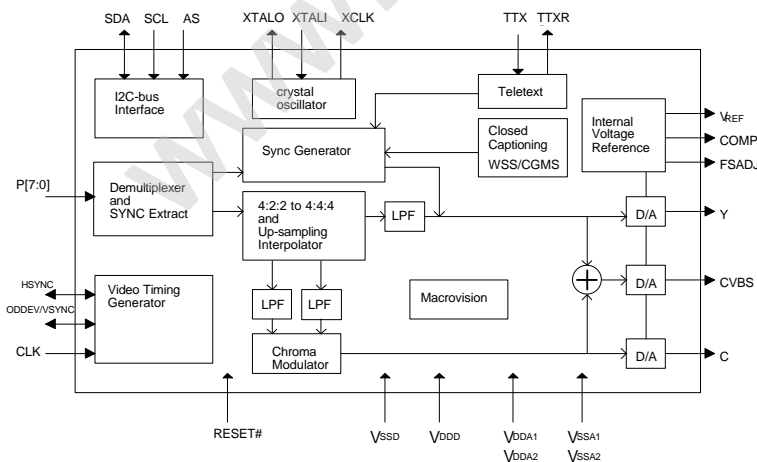 SDA SCL AS XTALO XTALI XCLK TTX TTXR
I2C-bus
Interface
crystal
oscillator
Teletext
Internal
Voltage
Reference
VREF
COMP
FSADJ
Sync Generator
Closed
Captioning
WSS/CGMS
P[7:0]
Demultiplexer
and
SYNC Extract
4:2:2 to 4:4:4
and
Up-sampling
Interpolator
LPF
D/A
Y
HSYNC
ODDEV/VSYNC
CLK
Video Timing
Generator
LPF
LPF
Macrovision
D/A
CVBS
Chroma
Modulator
D/A
C
RESET#
VSSD
VDDD
VDDA1
VDDA2
VSSA1
VSSA2